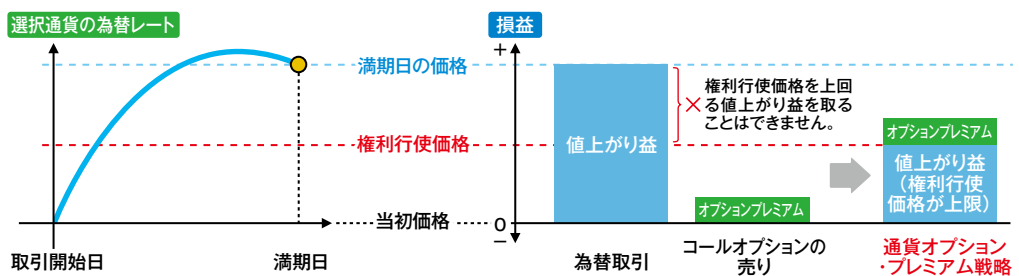 選択通貨の為替レート
満期日の価格
権利行使価格
当初価格
取引開始日
満期日
損益
+
0
−
値上がり益
権利行使価格を上回
る値上がり益を取る
ことはできません。
オプションプレミアム
オプションプレミアム
値上がり益
(権利行使
価格が上限)
為替取引
コールオプションの
売り
通貨オプション
・プレミアム戦略